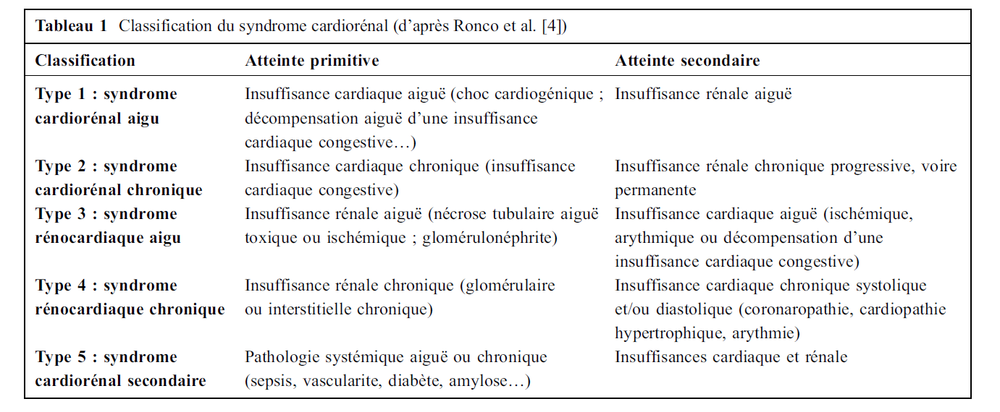 Tableau 1 Classification du syndrome cardiorénal (d’après Ronco et al. [4])
Classification Atteinte primitive Atteinte secondaire
Type 1 : syndrome Insuffisance cardiaque aiguë (choc cardiogénique ; Insuffisance rénale aiguë
cardiorénal aigu décompensation aiguë d’une insuffisance
cardiaque congestive…)
Type 2 : syndrome Insuffisance cardiaque chronique (insuffisance Insuffisance rénale chronique progressive, voire
cardiorénal chronique cardiaque congestive) permanente
Type 3 : syndrome Insuffisance rénale aiguë (nécrose tubulaire aiguë Insuffisance cardiaque aiguë (ischémique,
rénocardiaque aigu toxique ou ischémique ; glomérulonéphrite) arythmique ou décompensation d’une
insuffisance cardiaque congestive)
Type 4 : syndrome Insuffisance rénale chronique (glomérulaire Insuffisance cardiaque chronique systolique
rénocardiaque chronique ou interstitielle chronique) et/ou diastolique (coronaropathie, cardiopathie
hypertrophique, arythmie)
Type 5 : syndrome Pathologie systémique aiguë ou chronique Insuffisances cardiaque et rénale
cardiorénal secondaire (sepsis, vascularite, diabète, amylose…)